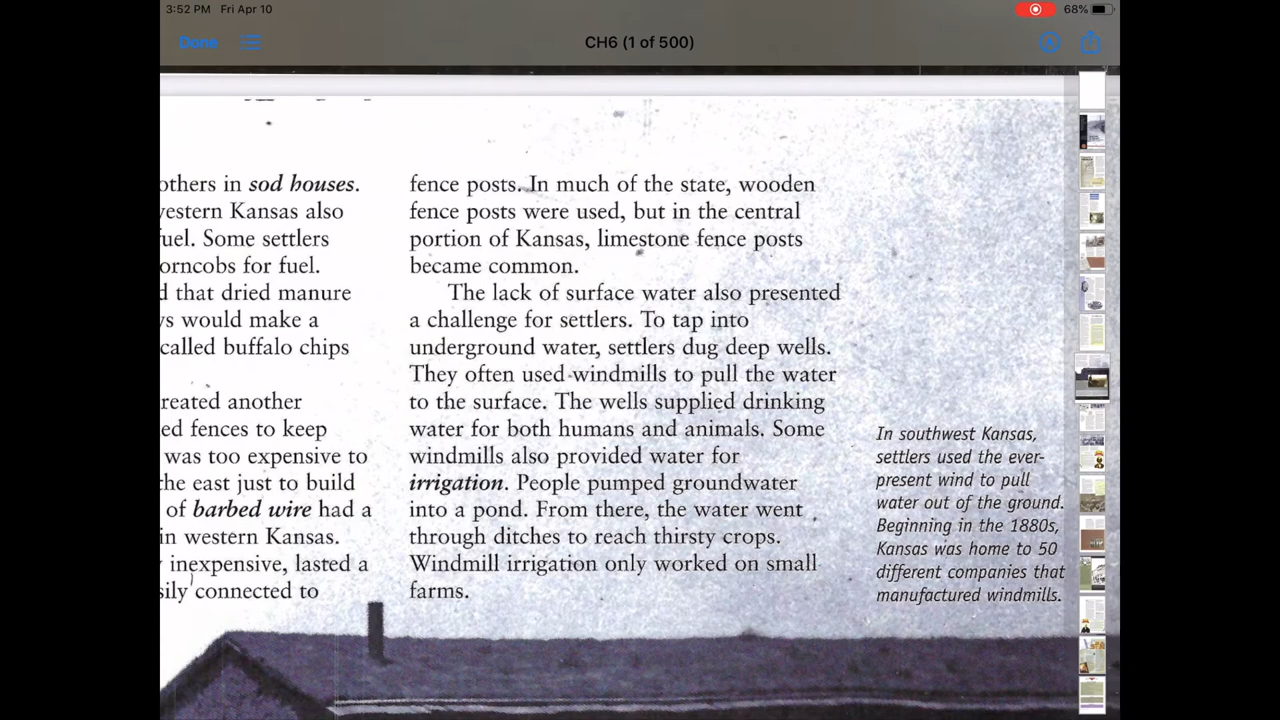 3:52 PM Fri Apr 10
68%
Done
CH6 (1 of 500)
others in sod houses.
western Kansas also
fuel. Some settlers
orncobs for fuel.
d that dried manure
would make a
called buffalo chips
reated another
ed fences to keep
was too expensive to
the east just to build
of barbed wire had a
in western Kansas.
inexpensive, lasted a
sily connected to
fence posts. In much of the state, wooden
fence posts were used, but in the central
portion of Kansas, limestone fence posts
became common.
The lack of surface water also presented
a challenge for settlers. To tap into
underground water, settlers dug deep wells.
They often used windmills to pull the water
to the surface. The wells supplied drinking
water for both humans and animals. Some
windmills also provided water for
irrigation. People pumped groundwater
into a pond. From there, the water went
through ditches to reach thirsty crops.
Windmill irrigation only worked on small
farms.
In southwest Kansas,
settlers used the ever-
present wind to pull
water out of the ground.
Beginning in the 1880s,
Kansas was home to 50
different companies that
manufactured windmills.